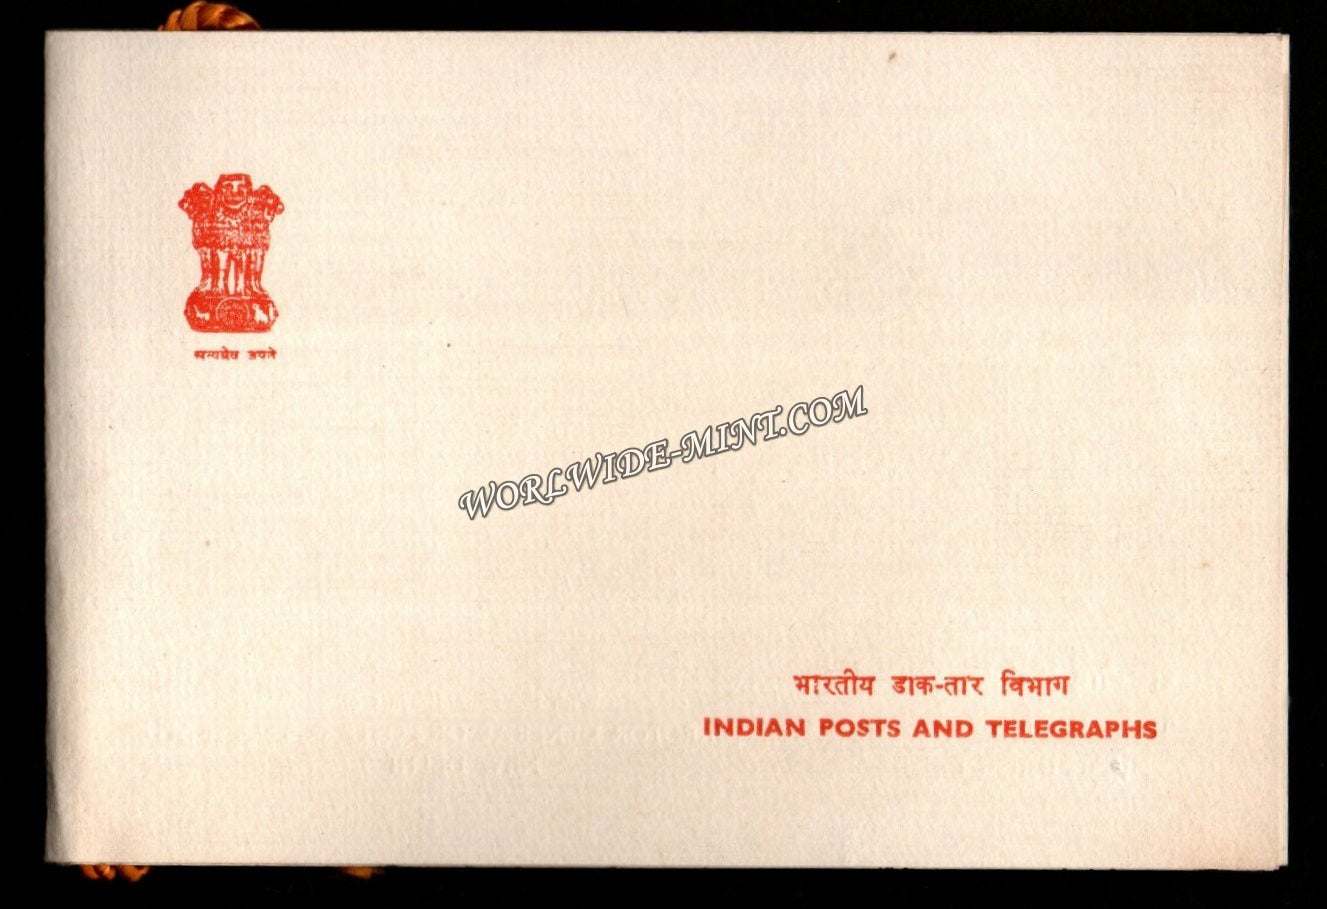 सत्यमेव जयते
WORLWIDE-MINT.COM
भारतीय डाक-तार विभाग
INDIAN POSTS AND TELEGRAPHS